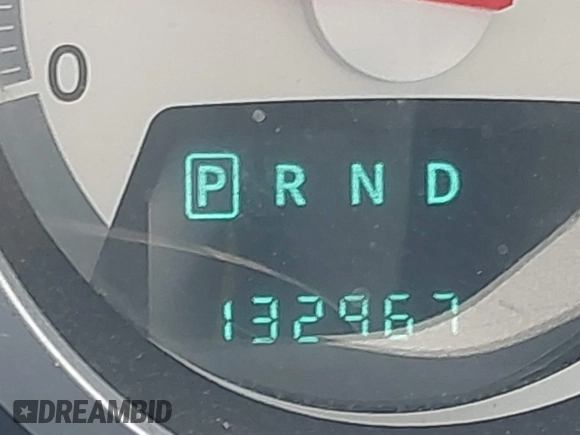 0
P R N D
132967
DREAMBID